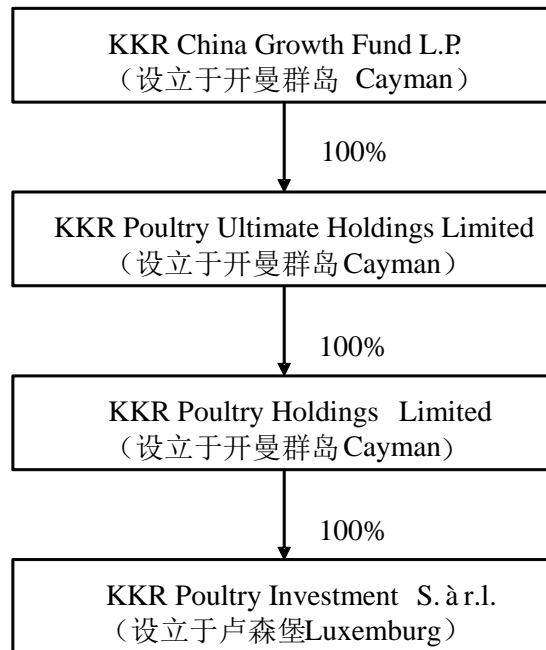 KKR China Growth Fund L.P.
（设立于开曼群岛 Cayman）
100%
KKR Poultry Ultimate Holdings Limited
（设立于开曼群岛Cayman）
100%
KKR Poultry Holdings Limited
（设立于开曼群岛Cayman）
100%
KKR Poultry Investment S. à r.l.
（设立于卢森堡Luxemburg）